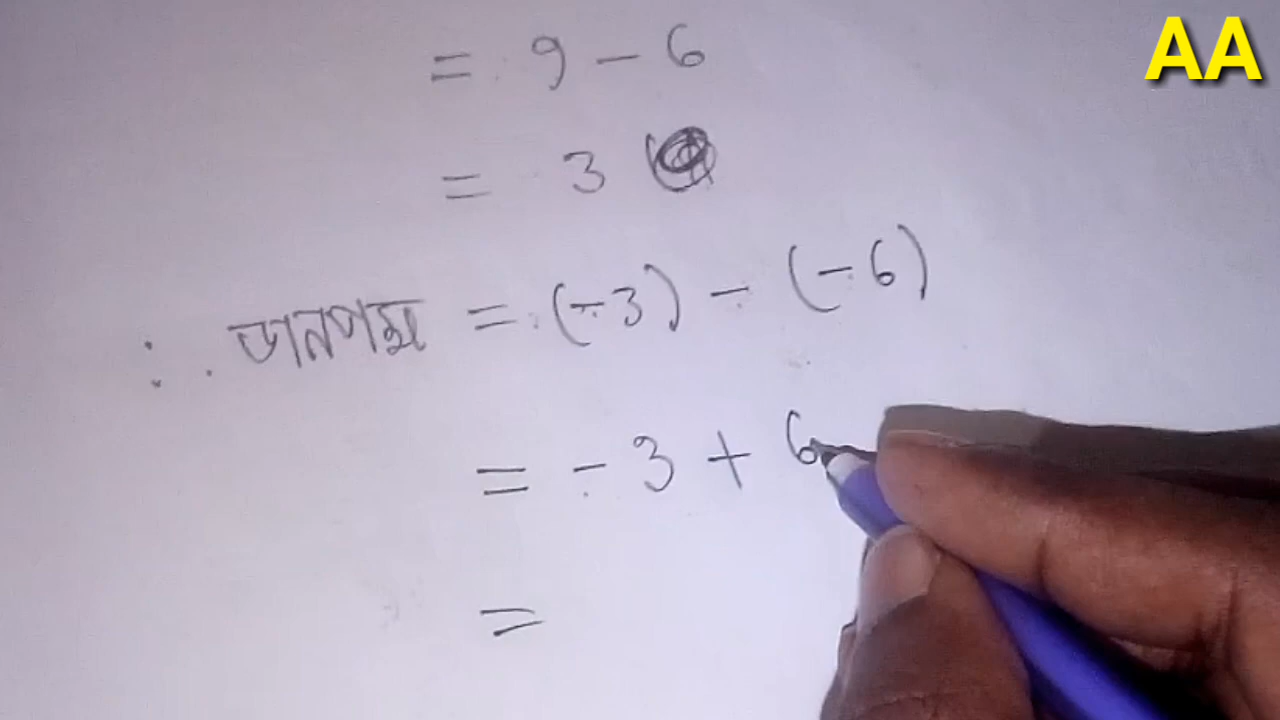 AA
= 9 - 6
= 3
∴ ডানপক্ষ = (-3) - (-6)
= - 3 + 6
=